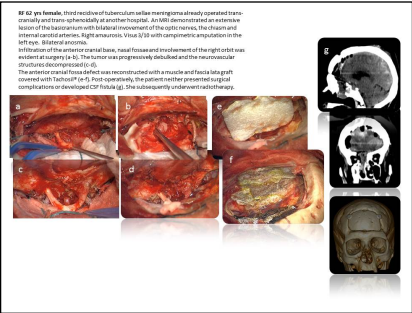 RF 62 yrs female, third recidive of tuberculum sellae meningioma already operated trans-
cranially and trans-sphenoidally at another hospital. An MRI demonstrated an extensive
lesion of the basicranium with bilateral involvement of the optic nerves, the chiasm and
internal carotid arteries. Right amaurosis. Visus 3/10 with campimetric amputation in the
left eye. Bilateral anosmia.
Infiltration of the anterior cranial base, nasal fossae and involvement of the right orbit was
evident at surgery (a-b). The tumor was progressively debulked and the neurovascular
structures decompressed (c-d).
The anterior cranial fossa defect was reconstructed with a muscle and fascia lata graft
covered with Tachosil® (e-f). Post-operatively, the patient neither presented surgical
complications or developed CSF fistula (g). She subsequently underwent radiotherapy.
a
b
e
g
c
d
f